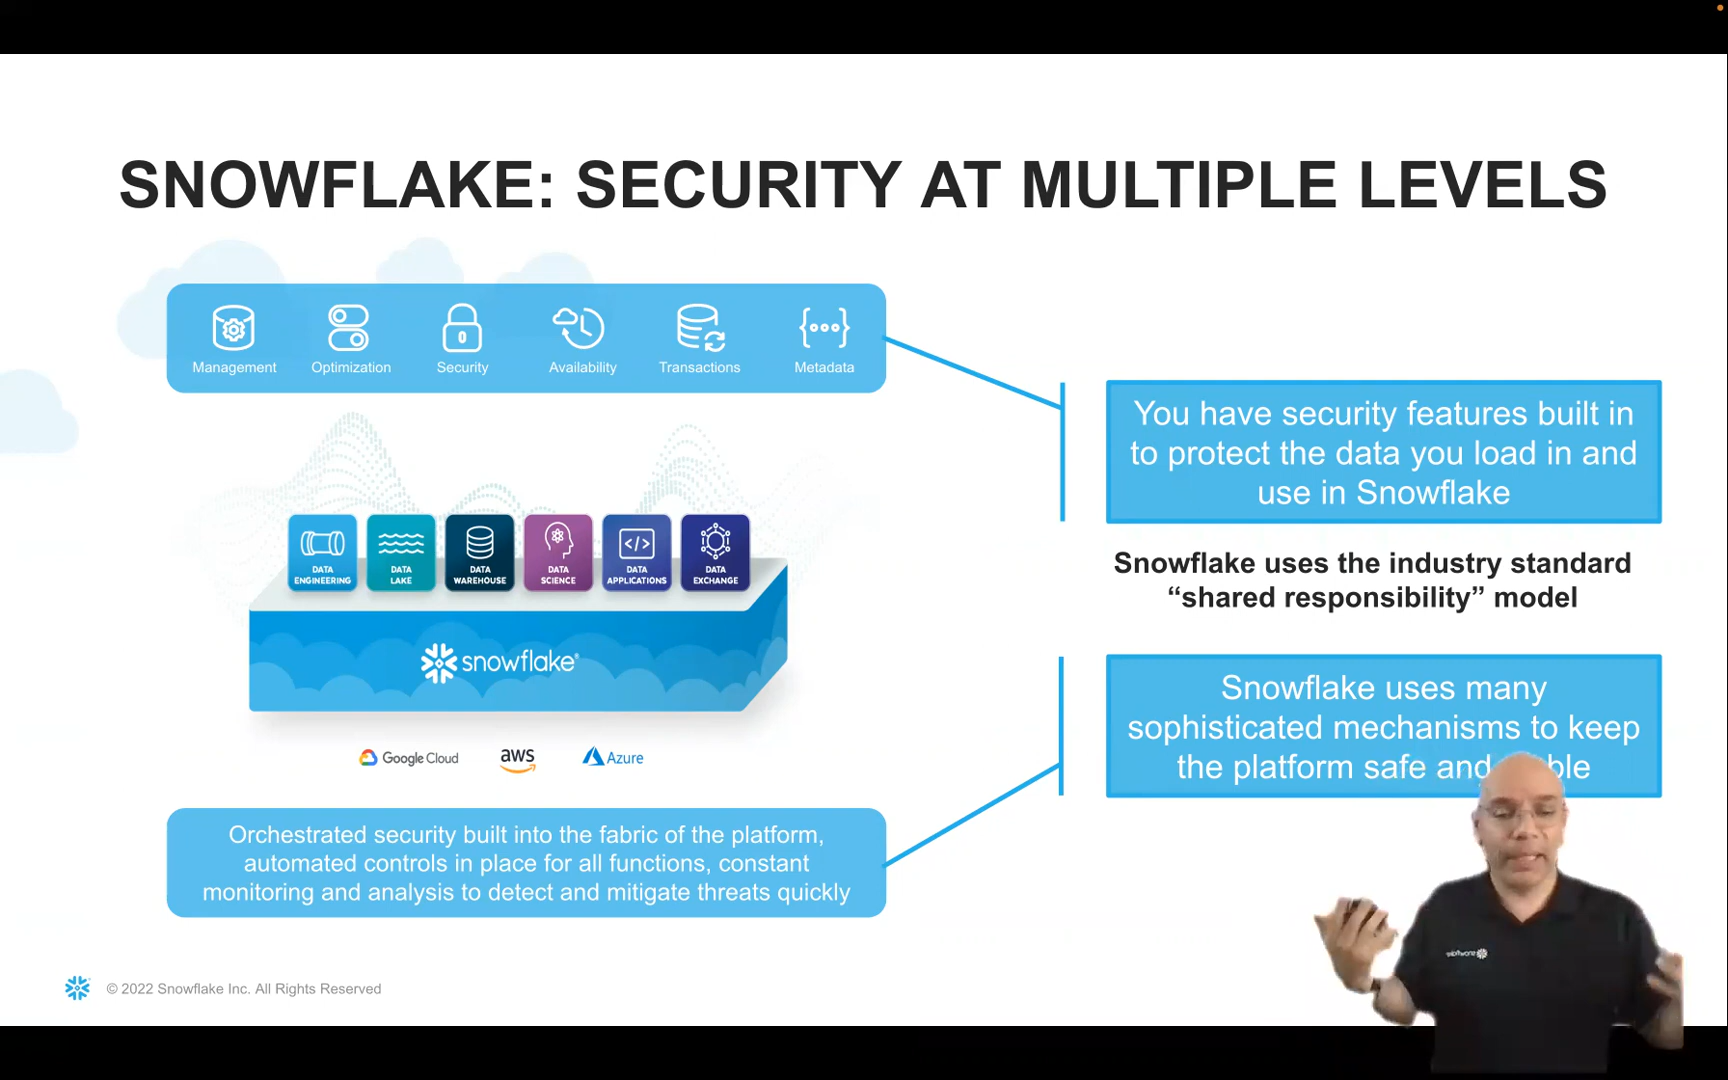 SNOWFLAKE: SECURITY AT MULTIPLE LEVELS
Management
Optimization
Security
Availability
Transactions
Metadata
You have security features built in
to protect the data you load in and
use in Snowflake
DATA
ENGINEERING
DATA
LAKE
DATA
WAREHOUSE
DATA
SCIENCE
DATA
APPLICATIONS
DATA
EXCHANGE
Snowflake uses the industry standard
“shared responsibility” model
snowflake®
Snowflake uses many
sophisticated mechanisms to keep
the platform safe and
Google Cloud
aws
Azure
Orchestrated security built into the fabric of the platform,
automated controls in place for all functions, constant
monitoring and analysis to detect and mitigate threats quickly
© 2022 Snowflake Inc. All Rights Reserved